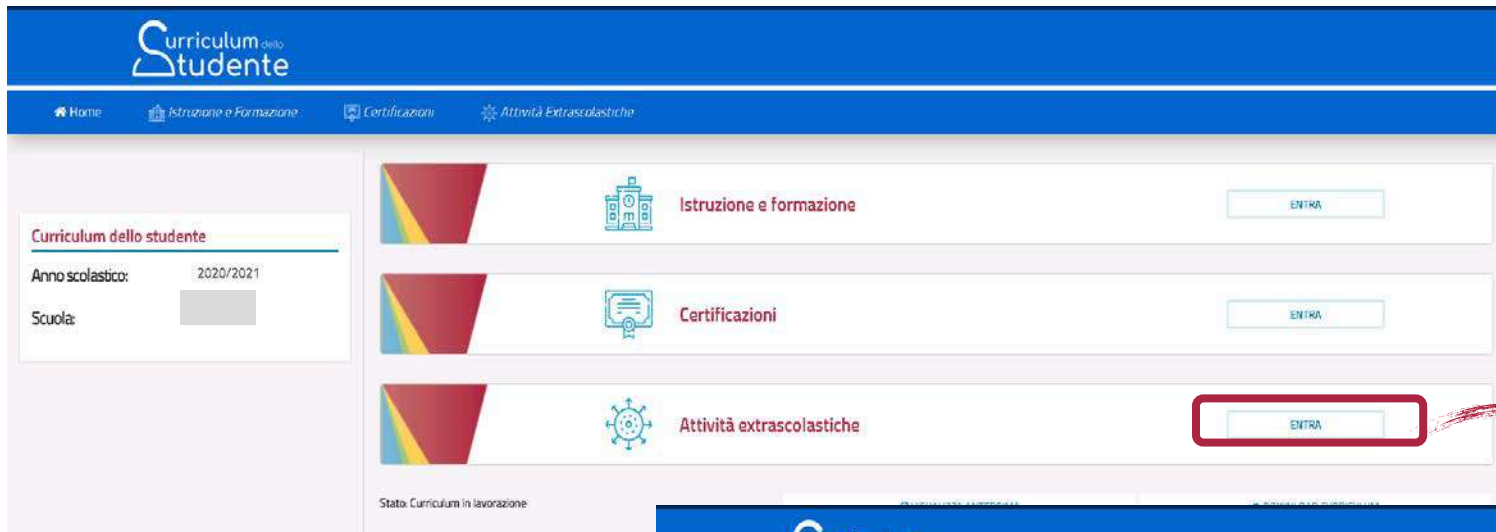 Curriculum dello
Studente
Home Istruzione e Formazione Certificazioni Attività Extrascolastiche
Istruzione e formazione ENTRA
Curriculum dello studente
Anno scolastico: 2020/2021
Scuola:
Certificazioni ENTRA
Attività extrascolastiche ENTRA
Stato: Curriculum in lavorazione